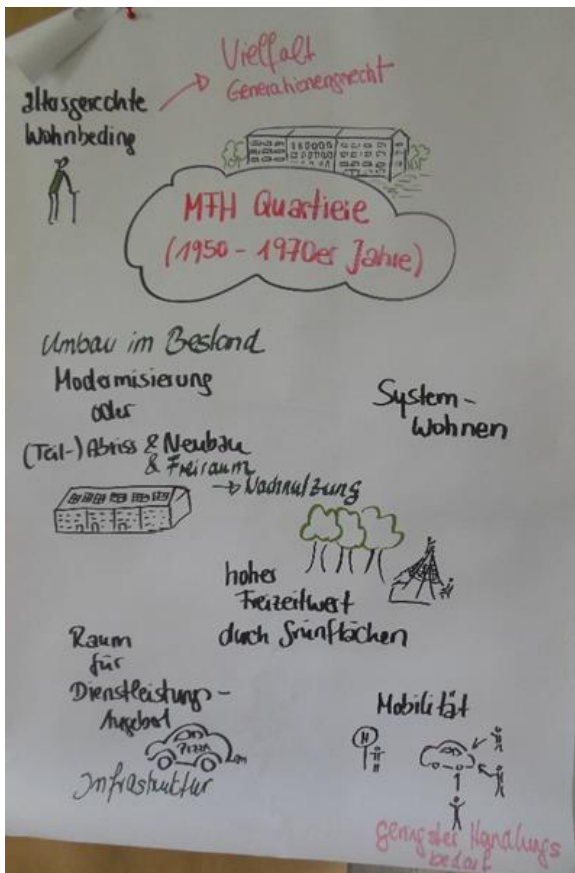 Vielfalt
Generationengerecht
altersgerechte
Wohnbeding
MFH Quartiere
(1950 - 1970er Jahre)
Umbau im Bestand
Modernisierung
oder
(Teil-) Abriss & Neubau
& Freiraum
→ Nachnutzung
System-
Wohnen
hoher
Freizeitwert
durch Grünflächen
Raum
für
Dienstleistungs-
Angebot
PIZZA
Infrastruktur
Mobilität
H
geringster Handlungs
bedarf